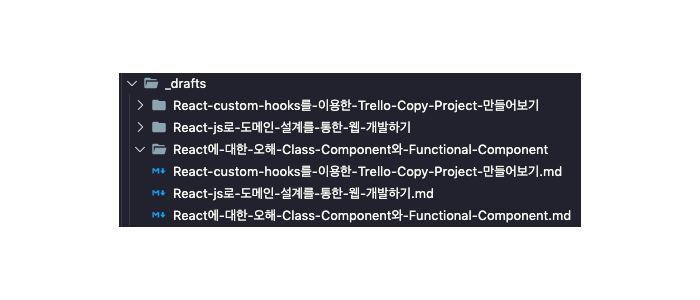 _drafts
React-custom-hooks를-이용한-Trello-Copy-Project-만들어보기
React-js로-도메인-설계를-통한-웹-개발하기
React에-대한-오해-Class-Component와-Functional-Component
React-custom-hooks를-이용한-Trello-Copy-Project-만들어보기.md
React-js로-도메인-설계를-통한-웹-개발하기.md
React에-대한-오해-Class-Component와-Functional-Component.md